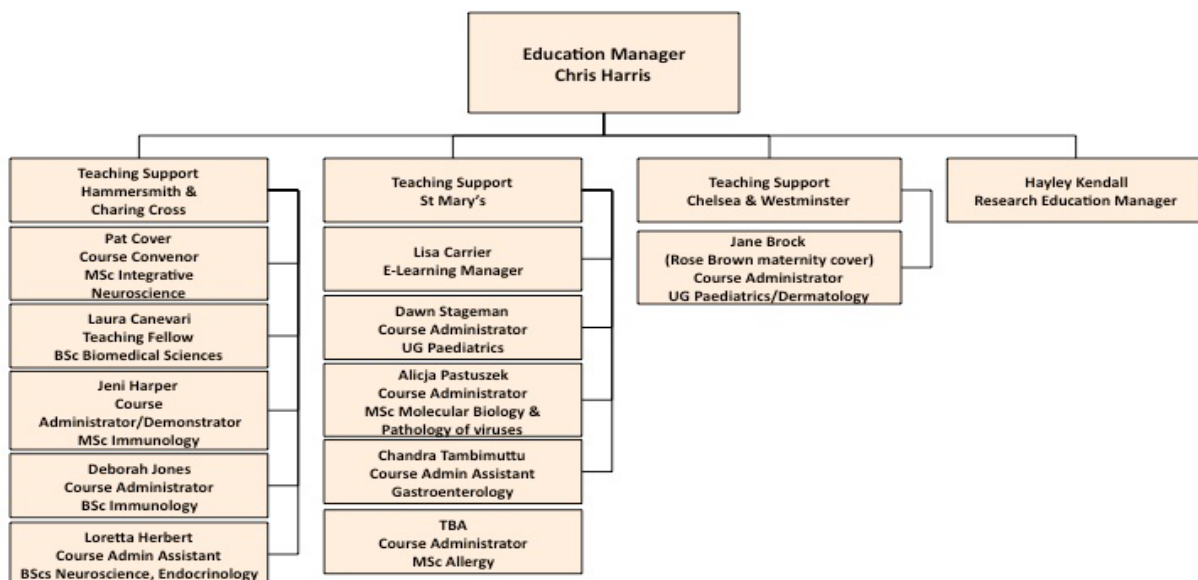 Education Manager
Chris Harris
Teaching Support
Hammersmith &
Charing Cross
Pat Cover
Course Convenor
MSc Integrative
Neuroscience
Laura Canevari
Teaching Fellow
BSc Biomedical Sciences
Jeni Harper
Course
Administrator/Demonstrator
MSc Immunology
Deborah Jones
Course Administrator
BSc Immunology
Loretta Herbert
Course Admin Assistant
BScs Neuroscience, Endocrinology
Teaching Support
St Mary’s
Lisa Carrier
E-Learning Manager
Dawn Stageman
Course Administrator
UG Paediatrics
Alicja Pastuszek
Course Administrator
MSc Molecular Biology &
Pathology of viruses
Chandra Tambimuttu
Course Admin Assistant
Gastroenterology
TBA
Course Administrator
MSc Allergy
Teaching Support
Chelsea & Westminster
Jane Brock
(Rose Brown maternity cover)
Course Administrator
UG Paediatrics/Dermatology
Hayley Kendall
Research Education Manager